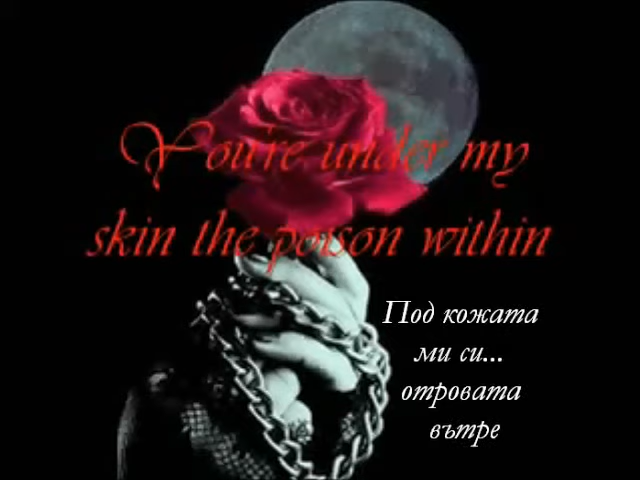 You're under my
skin the poison within
Под кожата
ми си...
отровата
вътре